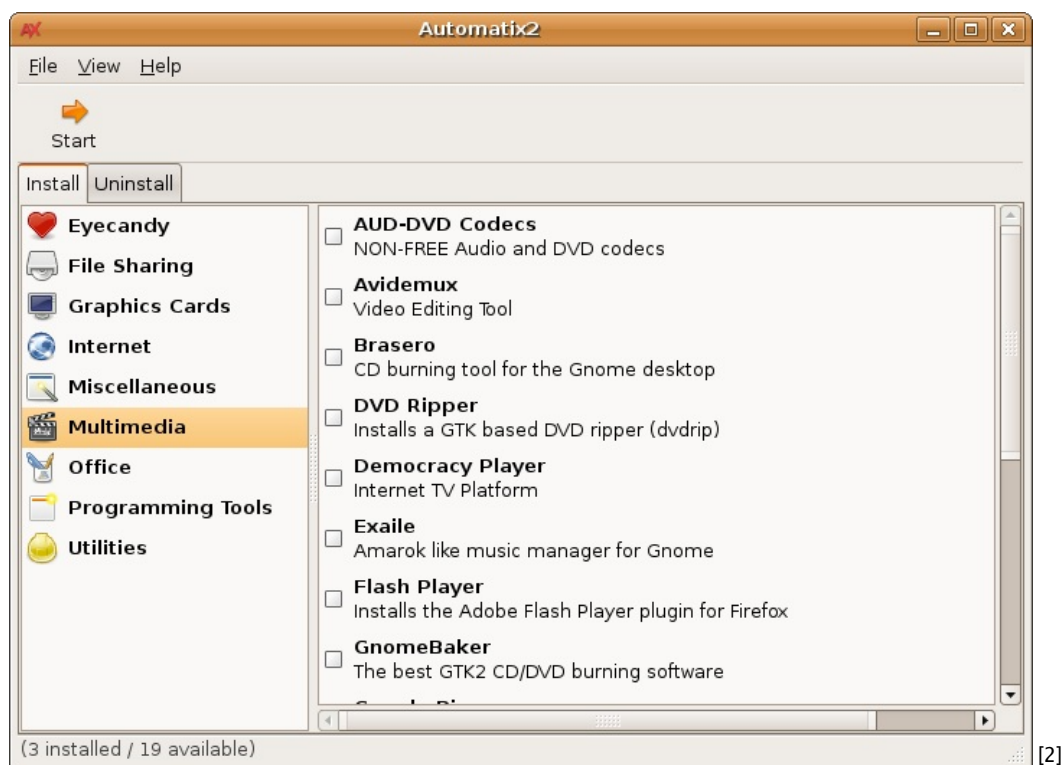 AX Automatix2
File View Help
Start
Install Uninstall
Eyecandy
File Sharing
Graphics Cards
Internet
Miscellaneous
Multimedia
Office
Programming Tools
Utilities
AUD-DVD Codecs
NON-FREE Audio and DVD codecs
Avidemux
Video Editing Tool
Brasero
CD burning tool for the Gnome desktop
DVD Ripper
Installs a GTK based DVD ripper (dvdrip)
Democracy Player
Internet TV Platform
Exaile
Amarok like music manager for Gnome
Flash Player
Installs the Adobe Flash Player plugin for Firefox
GnomeBaker
The best GTK2 CD/DVD burning software
(3 installed / 19 available)
[2]